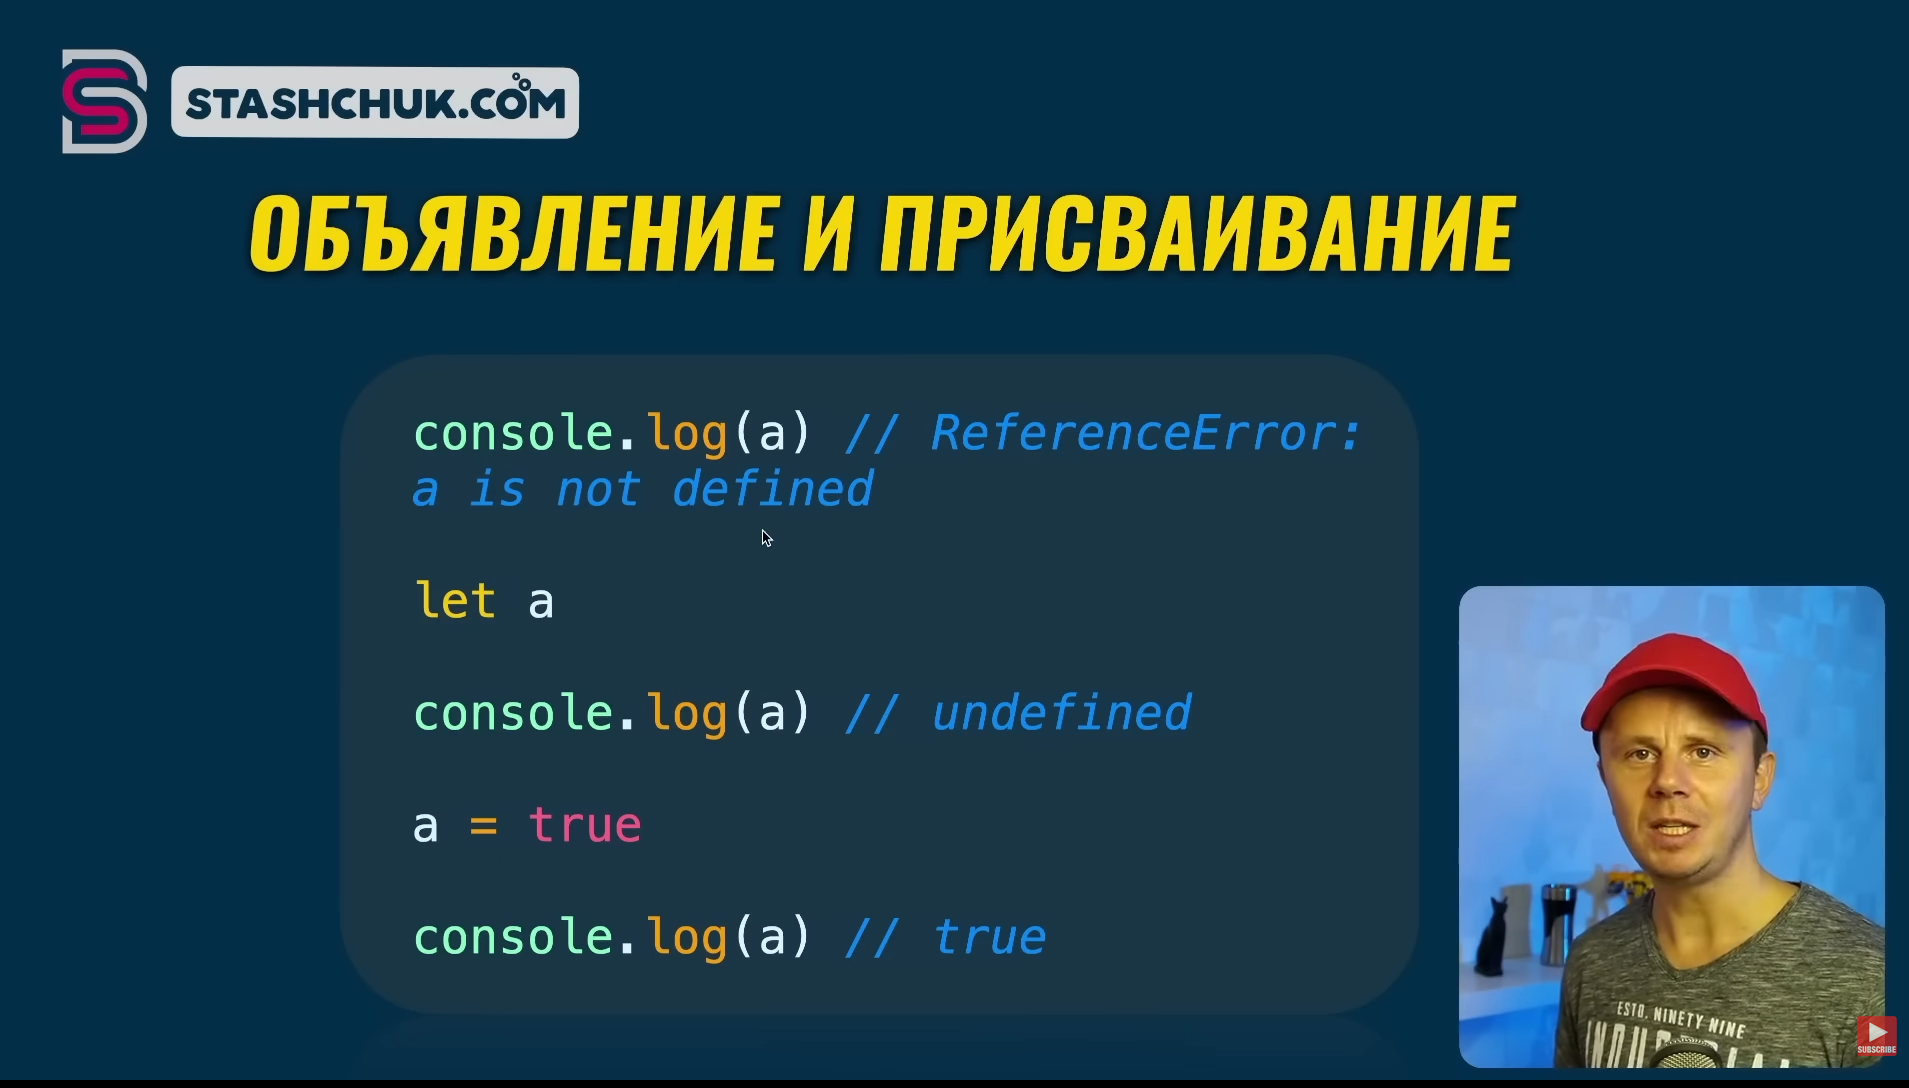 STASHCHUK.COM
ОБЪЯВЛЕНИЕ И ПРИСВАИВАНИЕ
console.log(a) // ReferenceError:
a is not defined
let a
console.log(a) // undefined
a = true
console.log(a) // true
ESTD. NINETY NINE
SUBSCRIBE